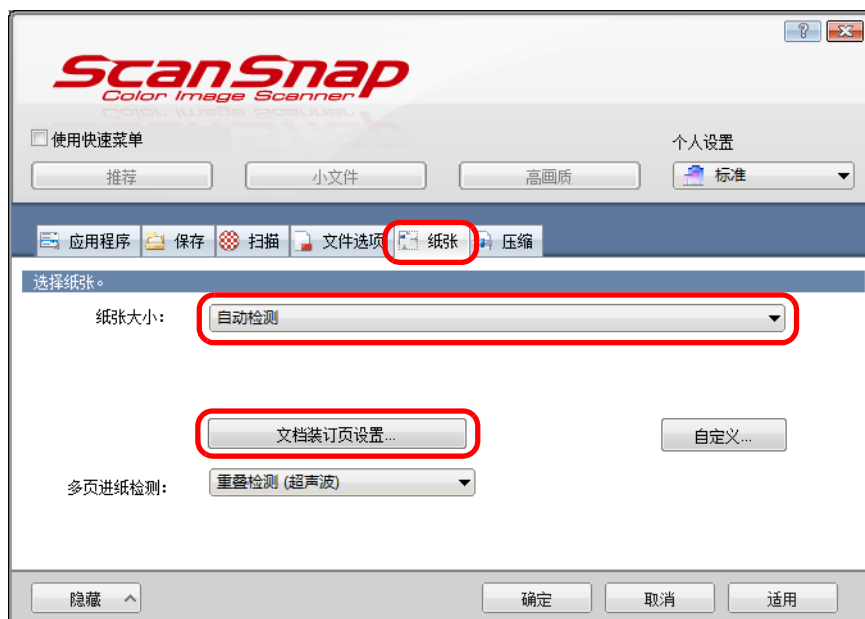 ScanSnap
Color Image Scanner
使用快速菜单
个人设置
推荐
小文件
高画质
标准
应用程序
保存
扫描
文件选项
纸张
压缩
选择纸张。
纸张大小:
自动检测
文档装订页设置...
自定义...
多页进纸检测:
重叠检测 (超声波)
隐藏
确定
取消
适用